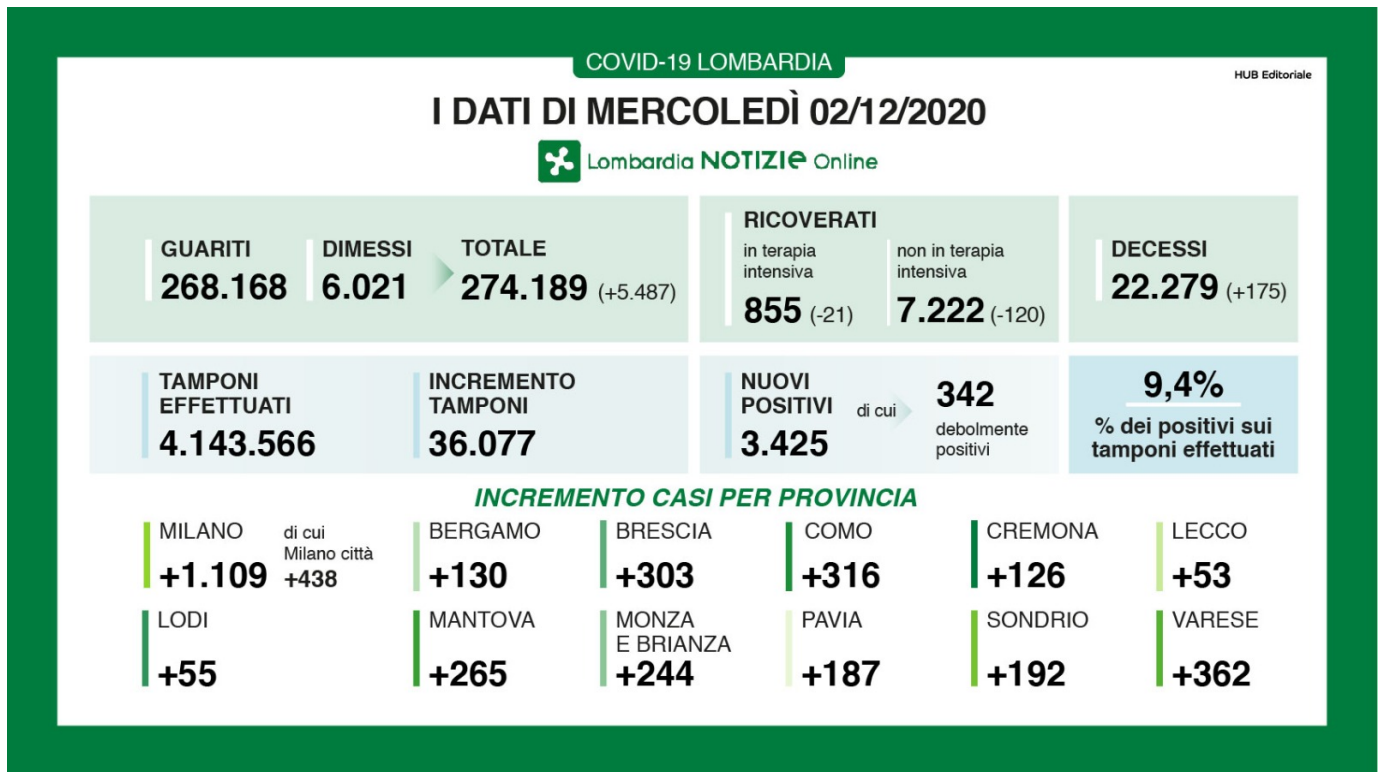 COVID-19 LOMBARDIA
HUB Editoriale
I DATI DI MERCOLEDÌ 02/12/2020
Lombardia NOTIZIE Online
GUARITI
268.168
DIMESSI
6.021
TOTALE
274.189 (+5.487)
RICOVERATI
in terapia
intensiva
855 (-21)
non in terapia
intensiva
7.222 (-120)
DECESSI
22.279 (+175)
TAMPONI
EFFETTUATI
4.143.566
INCREMENTO
TAMPONI
36.077
NUOVI
POSITIVI
3.425
di cui
342
debolmente
positivi
9,4%
% dei positivi sui
tamponi effettuati
INCREMENTO CASI PER PROVINCIA
MILANO
+1.109
di cui
Milano città
+438
BERGAMO
+130
BRESCIA
+303
COMO
+316
CREMONA
+126
LECCO
+53
LODI
+55
MANTOVA
+265
MONZA
E BRIANZA
+244
PAVIA
+187
SONDRIO
+192
VARESE
+362